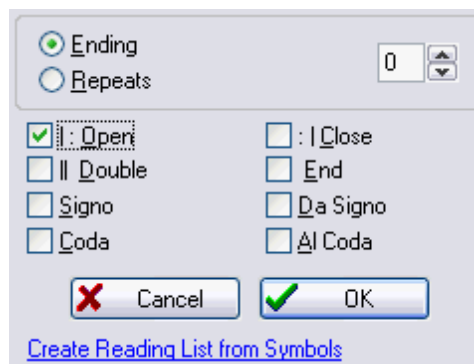 Ending 0
Repeats
|: Open :| Close
|| Double End
Signo Da Signo
Coda Al Coda
Cancel OK
Create Reading List from Symbols